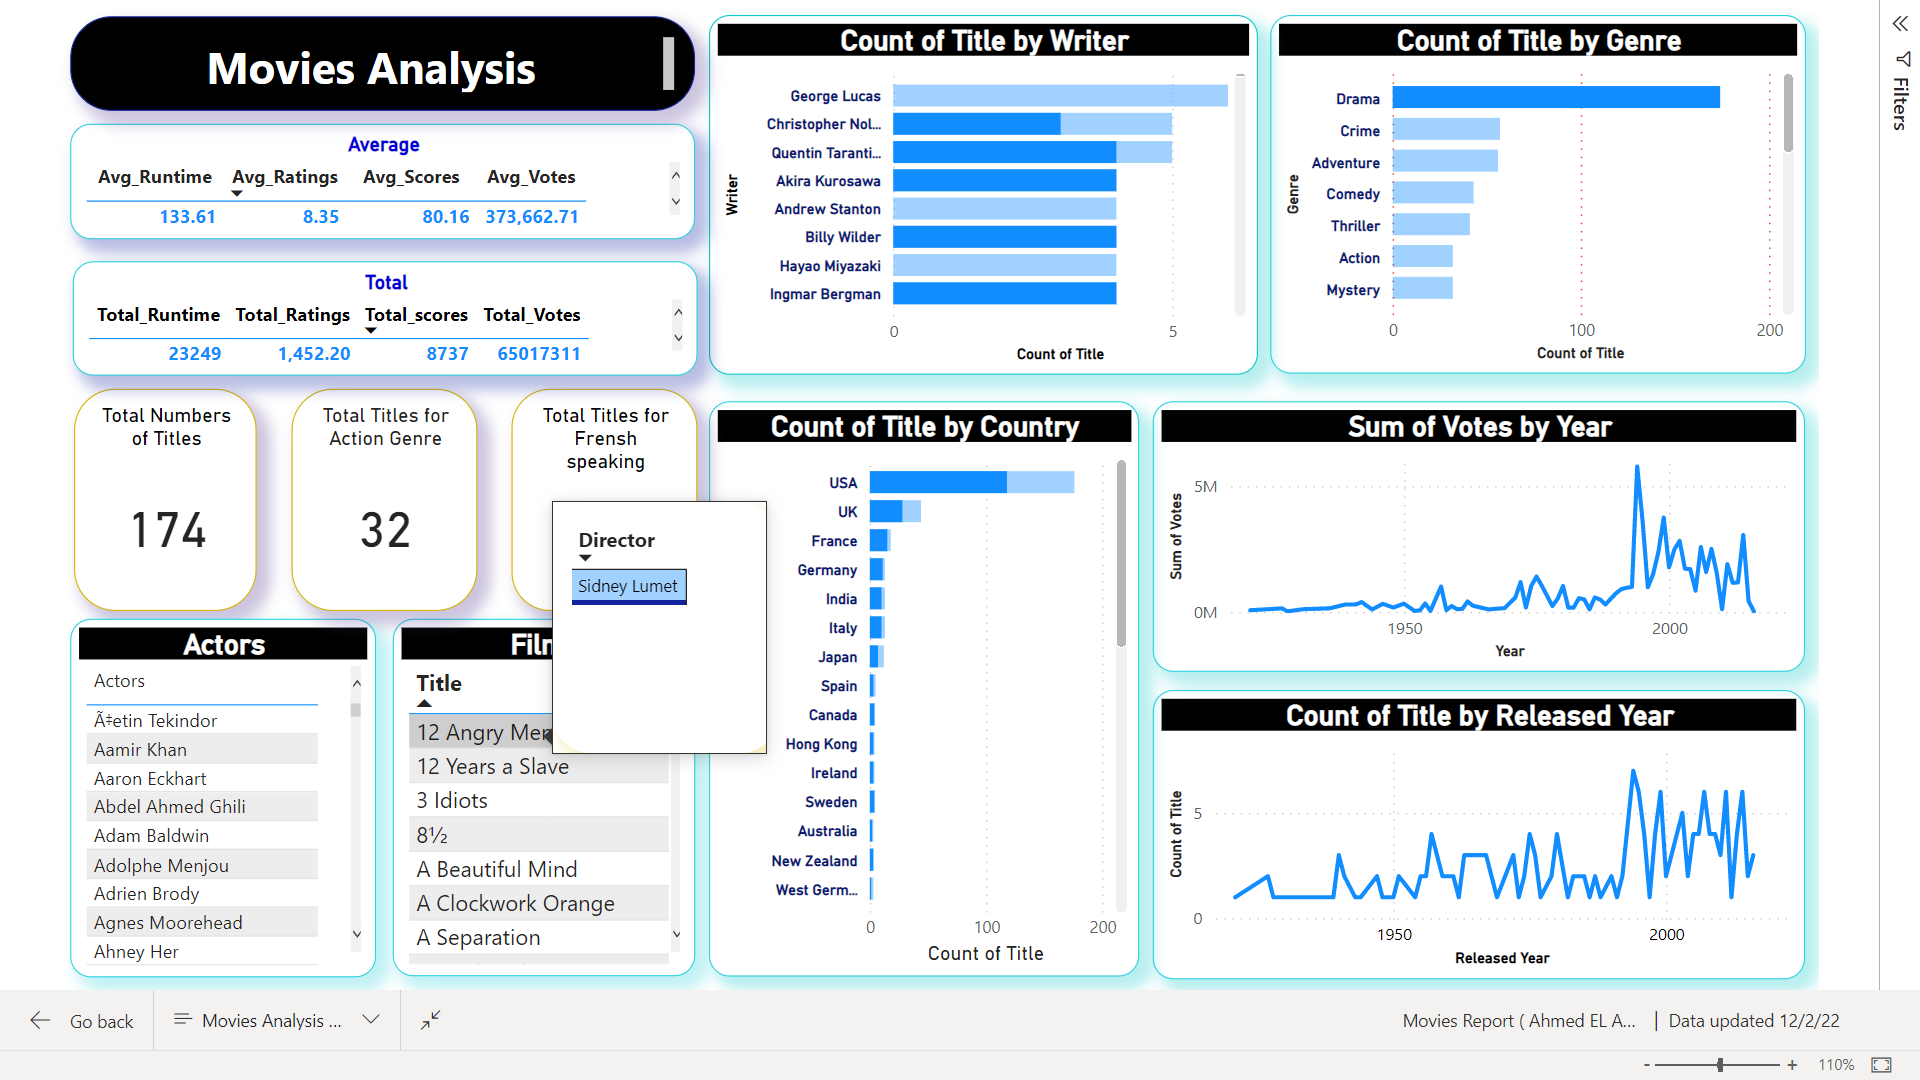 Movies Analysis
Average
Avg_Runtime Avg_Ratings Avg_Scores Avg_Votes
133.61 8.35 80.16 373,662.71
Total
Total_Runtime Total_Ratings Total_scores Total_Votes
23249 1,452.20 8737 65017311
Total Numbers
of Titles
174
Total Titles for
Action Genre
32
Total Titles for
Frensh
speaking
Director
Sidney Lumet
Actors
Actors
Ã‡etin Tekindor
Aamir Khan
Aaron Eckhart
Abdel Ahmed Ghili
Adam Baldwin
Adolphe Menjou
Adrien Brody
Agnes Moorehead
Ahney Her
Title
12 Angry Men
12 Years a Slave
3 Idiots
8½
A Beautiful Mind
A Clockwork Orange
A Separation
Count of Title by Writer
Writer
George Lucas
Christopher Nol...
Quentin Taranti...
Akira Kurosawa
Andrew Stanton
Billy Wilder
Hayao Miyazaki
Ingmar Bergman
0 5
Count of Title
Count of Title by Genre
Genre
Drama
Crime
Adventure
Comedy
Thriller
Action
Mystery
0 100 200
Count of Title
Count of Title by Country
USA
UK
France
Germany
India
Italy
Japan
Spain
Canada
Hong Kong
Ireland
Sweden
Australia
New Zealand
West Germ...
0 100 200
Count of Title
Sum of Votes by Year
Sum of Votes
5M
0M
1950 2000
Year
Count of Title by Released Year
Count of Title
5
0
1950 2000
Released Year
Filters
Go back
Movies Analysis ...
Movies Report ( Ahmed EL A... | Data updated 12/2/22
- + 110%